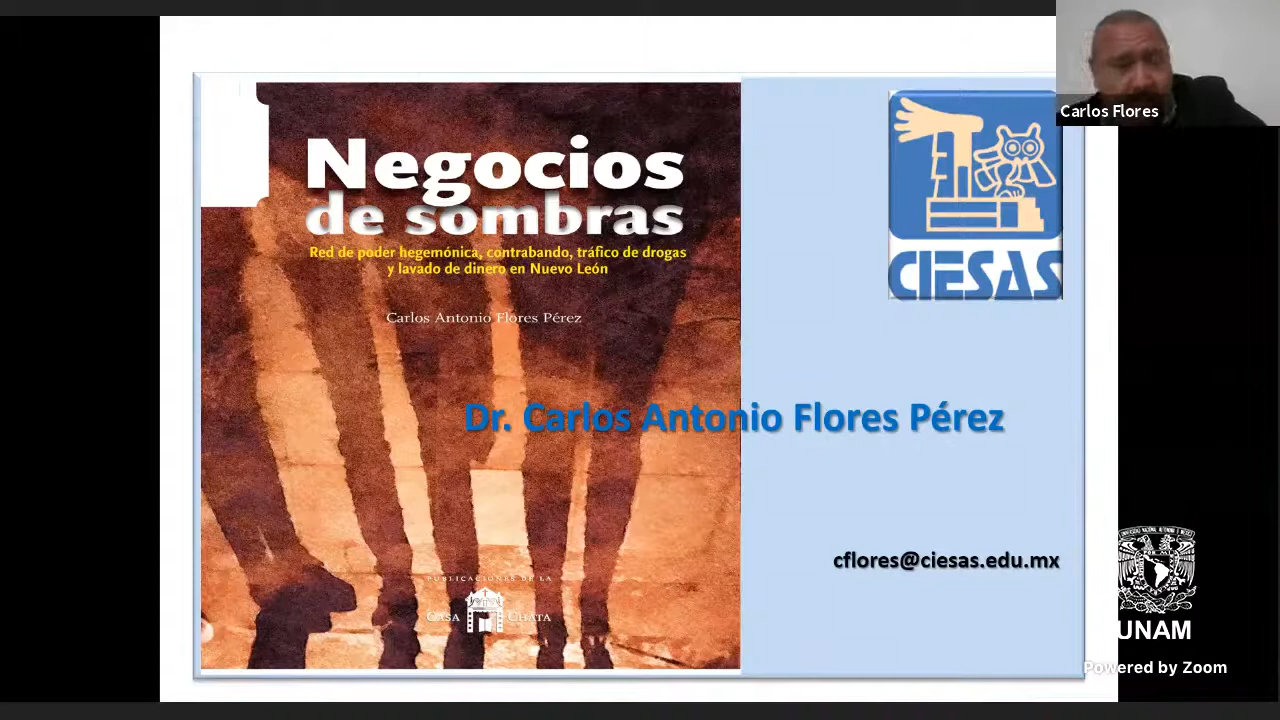 Negocios
de sombras
Red de poder hegemónica, contrabando, tráfico de drogas
y lavado de dinero en Nuevo León
Carlos Antonio Flores Pérez
PUBLICACIONES DE LA
CASA CHATA
CIESAS
Dr. Carlos Antonio Flores Pérez
cflores@ciesas.edu.mx
Carlos Flores
UNAM
Powered by Zoom